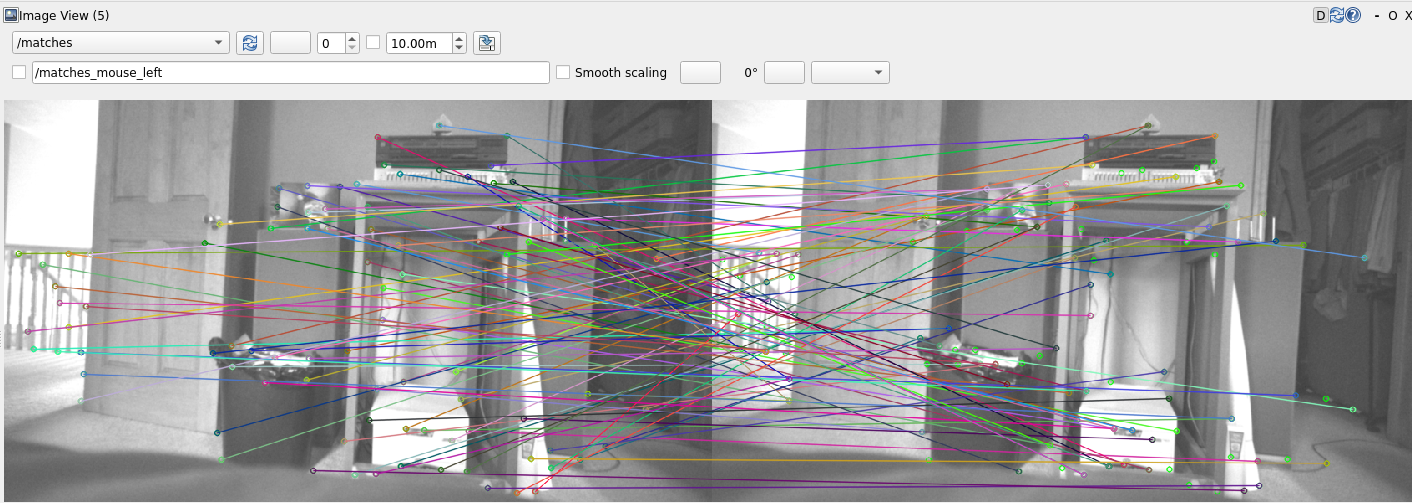 Image View (5)
D - O X
/matches 0 10.00m
/matches_mouse_left Smooth scaling 0°